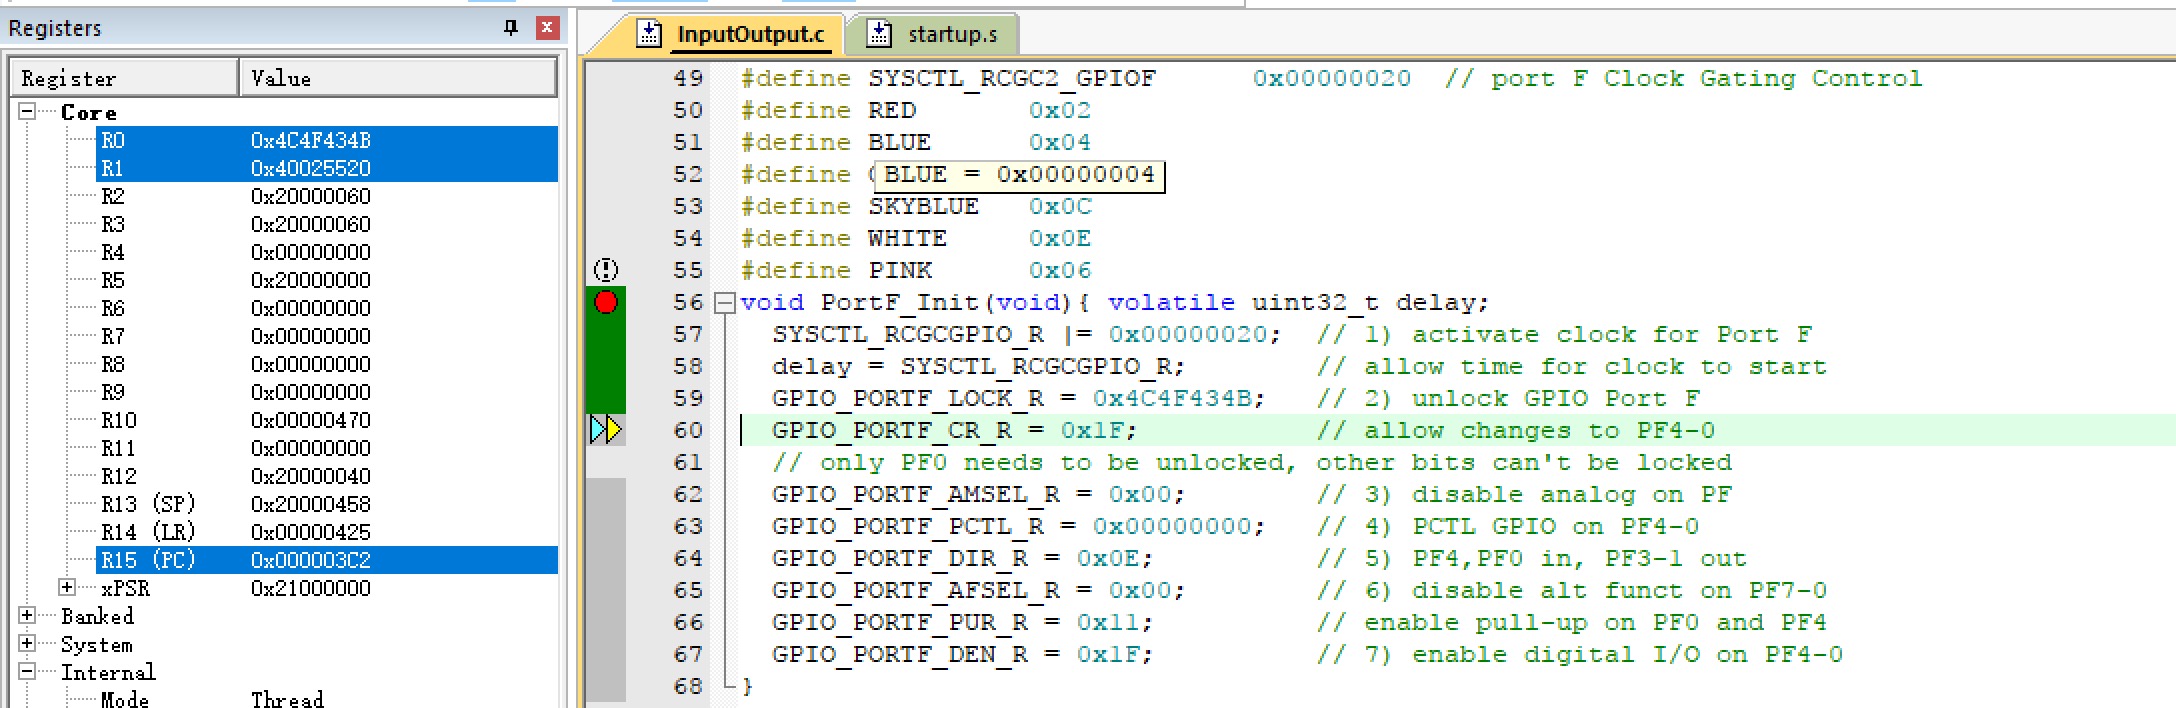 Registers
Register Value
Core
R0 0x4C4F434B
R1 0x40025520
R2 0x20000060
R3 0x20000060
R4 0x00000000
R5 0x20000000
R6 0x00000000
R7 0x00000000
R8 0x00000000
R9 0x00000000
R10 0x00000470
R11 0x00000000
R12 0x20000040
R13 (SP) 0x20000458
R14 (LR) 0x00000425
R15 (PC) 0x000003C2
xPSR 0x21000000
Banked
System
Internal
Mode Thread
InputOutput.c startup.s
49 #define SYSCTL_RCGC2_GPIOF 0x00000020 // port F Clock Gating Control
50 #define RED 0x02
51 #define BLUE 0x04
52 #define BLUE = 0x00000004
53 #define SKYBLUE 0x0C
54 #define WHITE 0x0E
55 #define PINK 0x06
56 void PortF_Init(void){ volatile uint32_t delay;
57 SYSCTL_RCGCGPIO_R |= 0x00000020; // 1) activate clock for Port F
58 delay = SYSCTL_RCGCGPIO_R; // allow time for clock to start
59 GPIO_PORTF_LOCK_R = 0x4C4F434B; // 2) unlock GPIO Port F
60 GPIO_PORTF_CR_R = 0x1F; // allow changes to PF4-0
61 // only PF0 needs to be unlocked, other bits can't be locked
62 GPIO_PORTF_AMSEL_R = 0x00; // 3) disable analog on PF
63 GPIO_PORTF_PCTL_R = 0x00000000; // 4) PCTL GPIO on PF4-0
64 GPIO_PORTF_DIR_R = 0x0E; // 5) PF4,PF0 in, PF3-1 out
65 GPIO_PORTF_AFSEL_R = 0x00; // 6) disable alt funct on PF7-0
66 GPIO_PORTF_PUR_R = 0x11; // enable pull-up on PF0 and PF4
67 GPIO_PORTF_DEN_R = 0x1F; // 7) enable digital I/O on PF4-0
68 }